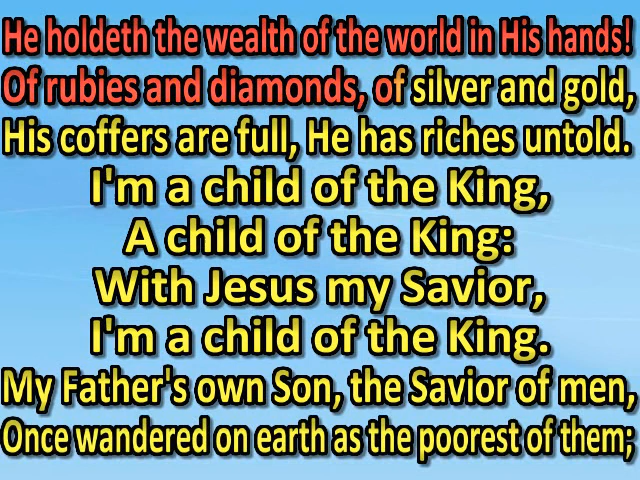 He holdeth the wealth of the world in His hands!
Of rubies and diamonds, of silver and gold,
His coffers are full, He has riches untold.
I'm a child of the King,
A child of the King:
With Jesus my Savior,
I'm a child of the King.
My Father's own Son, the Savior of men,
Once wandered on earth as the poorest of them;